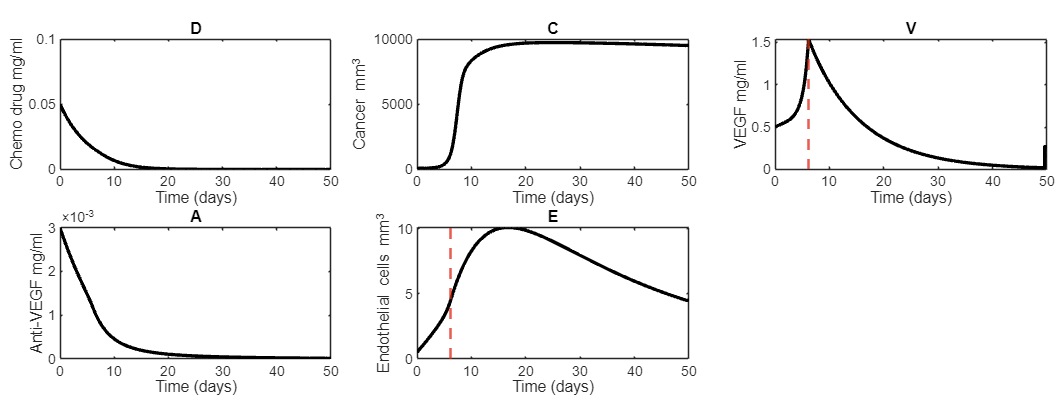 D
Chemo drug mg/ml
0.1
0.05
0
0 10 20 30 40 50
Time (days)
C
Cancer mm³
10000
5000
0
0 10 20 30 40 50
Time (days)
V
VEGF mg/ml
1.5
1
0.5
0
0 10 20 30 40 50
Time (days)
A
×10⁻³
Anti-VEGF mg/ml
3
2
1
0
0 10 20 30 40 50
Time (days)
E
Endothelial cells mm³
10
5
0
0 10 20 30 40 50
Time (days)